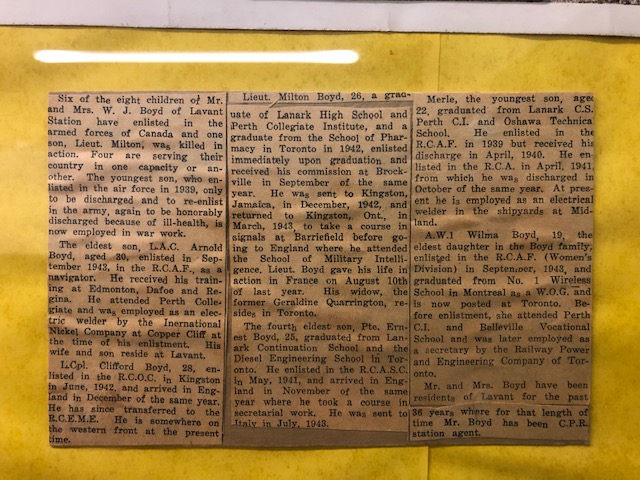 Six of the eight children of Mr.
and Mrs. W. J. Boyd of Lavant
Station have enlisted in the
armed forces of Canada and one
son, Lieut. Milton, was killed in
action. Four are serving their
country in one capacity or an-
other. The youngest son, who en-
listed in the air force in 1939, only
to be discharged and to re-enlist
in the army, again to be honorably
discharged because of ill-health, is
now employed in war work.
The eldest son, L.A.C. Arnold
Boyd, aged 30, enlisted in Sep-
tember 1943, in the R.C.A.F., as a
navigator. He received his train-
ing at Edmonton, Dafoe and Re-
gina. He attended Perth Colle-
giate and was employed as an elec-
tric welder by the Inernational
Nickel Company at Copper Cliff at
the time of his enlistment. His
wife and son reside at Lavant.
L.Cpl. Clifford Boyd, 28, en-
listed in the R.C.O.C. in Kingston
in June, 1942, and arrived in Eng-
land in December of the same year.
He has since transferred to the
R.C.E.M.E. He is somewhere on
the western front at the present
time.
Lieut. Milton Boyd, 26, a grad-
uate of Lanark High School and
Perth Collegiate Institute, and a
graduate from the School of Phar-
macy in Toronto in 1942, enlisted
immediately upon graduation and
received his commission at Brock-
ville in September of the same
year. He was sent to Kingston,
Jamaica, in December, 1942, and
returned to Kingston, Ont., in
March, 1943, to take a course in
signals at Barriefield before go-
ing to England where he attended
the School of Military Intelli-
gence. Lieut. Boyd gave his life in
action in France on August 10th
of last year. His widow, the
former Geraldine Quarrington, re-
sides in Toronto.
The fourth eldest son, Pte. Ern-
est Boyd, 25, graduated from Lan-
ark Continuation School and the
Diesel Engineering School in Tor-
onto. He enlisted in the R.C.A.S.C.
in May, 1941, and arrived in Eng-
land in November of the same
year where he took a course in
secretarial work. He was sent to
Italy in July, 1943.
Merle, the youngest son, aged
22, graduated from Lanark C.S.
Perth C.I. and Oshawa Technica
School. He enlisted in the
R.C.A.F. in 1939 but received his
discharge in April, 1940. He en-
listed in the R.C.A. in April, 1941,
from which he was discharged in
October of the same year. At pres-
ent he is employed as an electrical
welder in the shipyards at Mid-
land.
A.W.1 Wilma Boyd, 19, the
eldest daughter in the Boyd family,
enlisted in the R.C.A.F. (Women's
Division) in September, 1943, and
graduated from No. 1 Wireless
School in Montreal as a W.O.G. and
is now posted at Toronto. Be-
fore enlistment, she attended Perth
C.I. and Belleville Vocational
School and was later employed as
a secretary by the Railway Power
and Engineering Company of Tor-
onto.
Mr. and Mrs. Boyd have been
residents of Lavant for the past
36 years where for that length of
time Mr. Boyd has been C.P.R.
station agent.